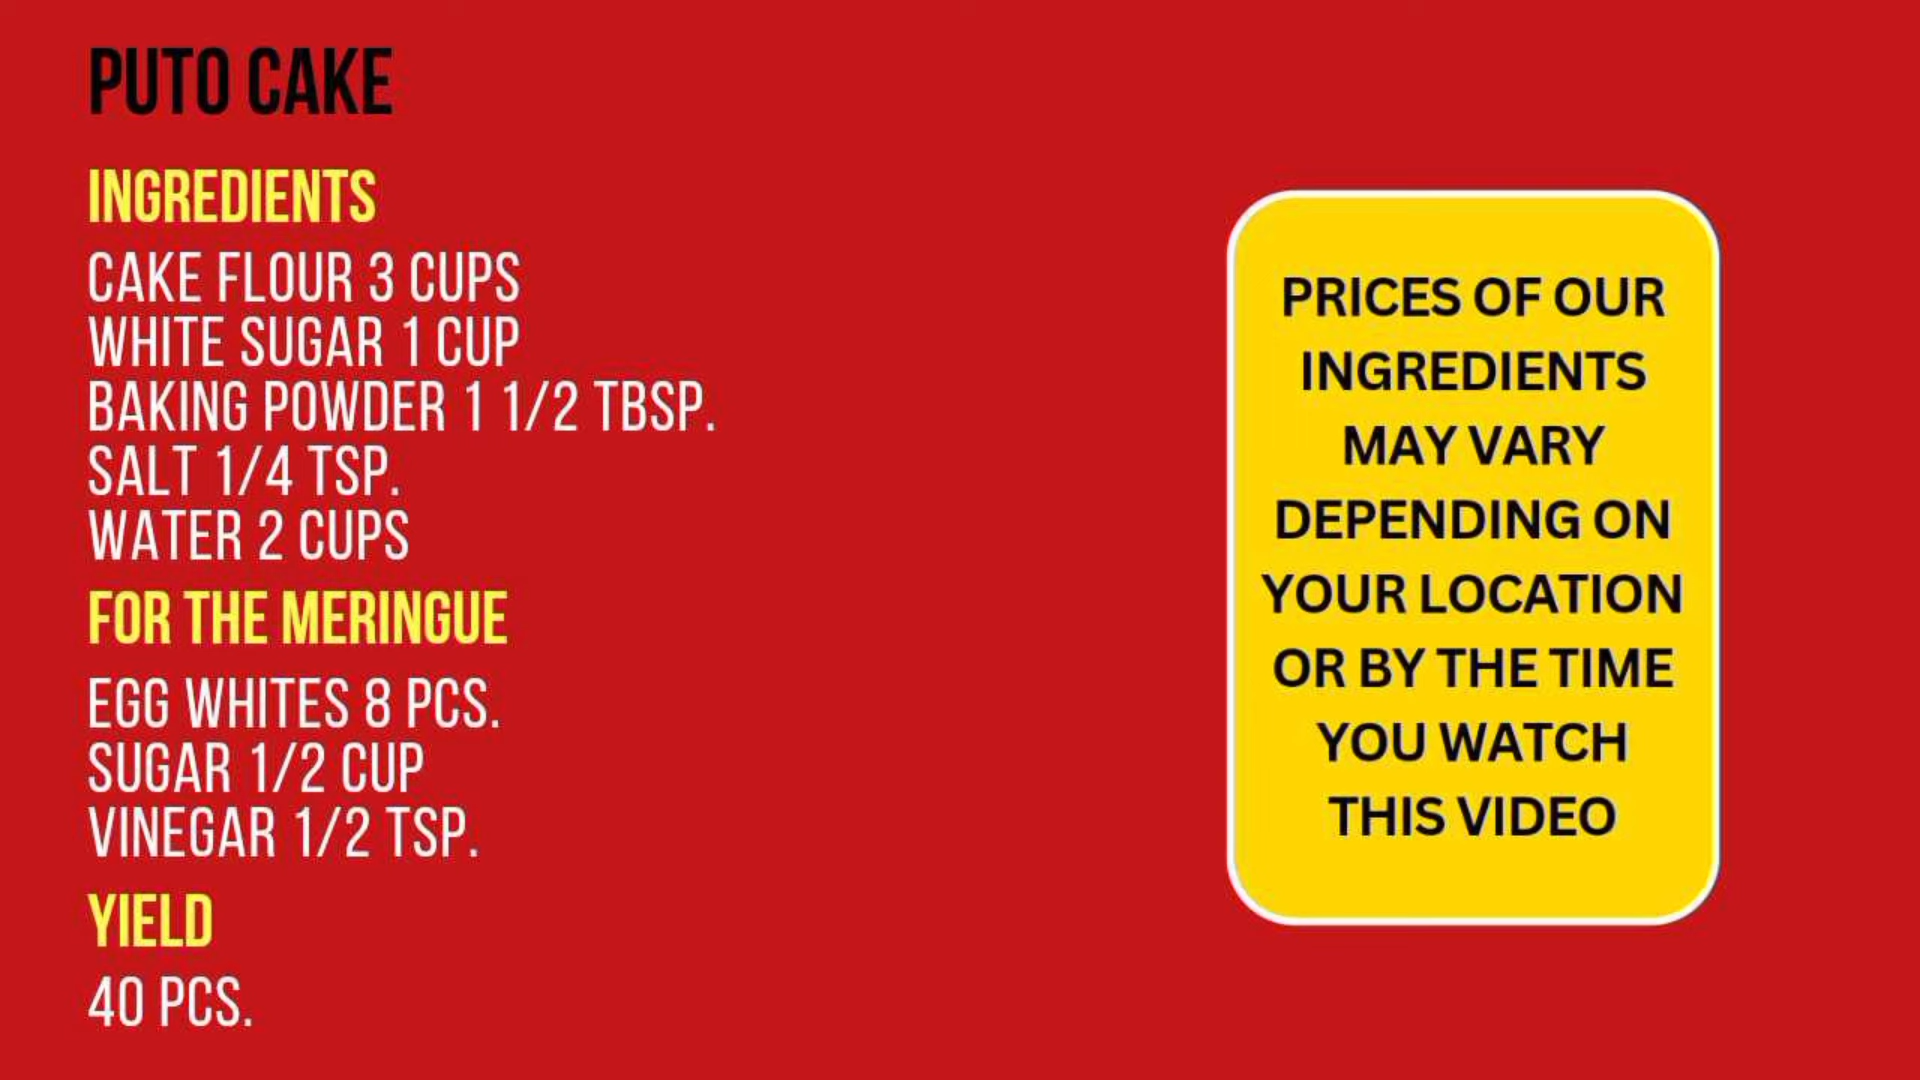 PUTO CAKE
INGREDIENTS
CAKE FLOUR 3 CUPS
WHITE SUGAR 1 CUP
BAKING POWDER 1 1/2 TBSP.
SALT 1/4 TSP.
WATER 2 CUPS
FOR THE MERINGUE
EGG WHITES 8 PCS.
SUGAR 1/2 CUP
VINEGAR 1/2 TSP.
YIELD
40 PCS.
PRICES OF OUR
INGREDIENTS
MAY VARY
DEPENDING ON
YOUR LOCATION
OR BY THE TIME
YOU WATCH
THIS VIDEO